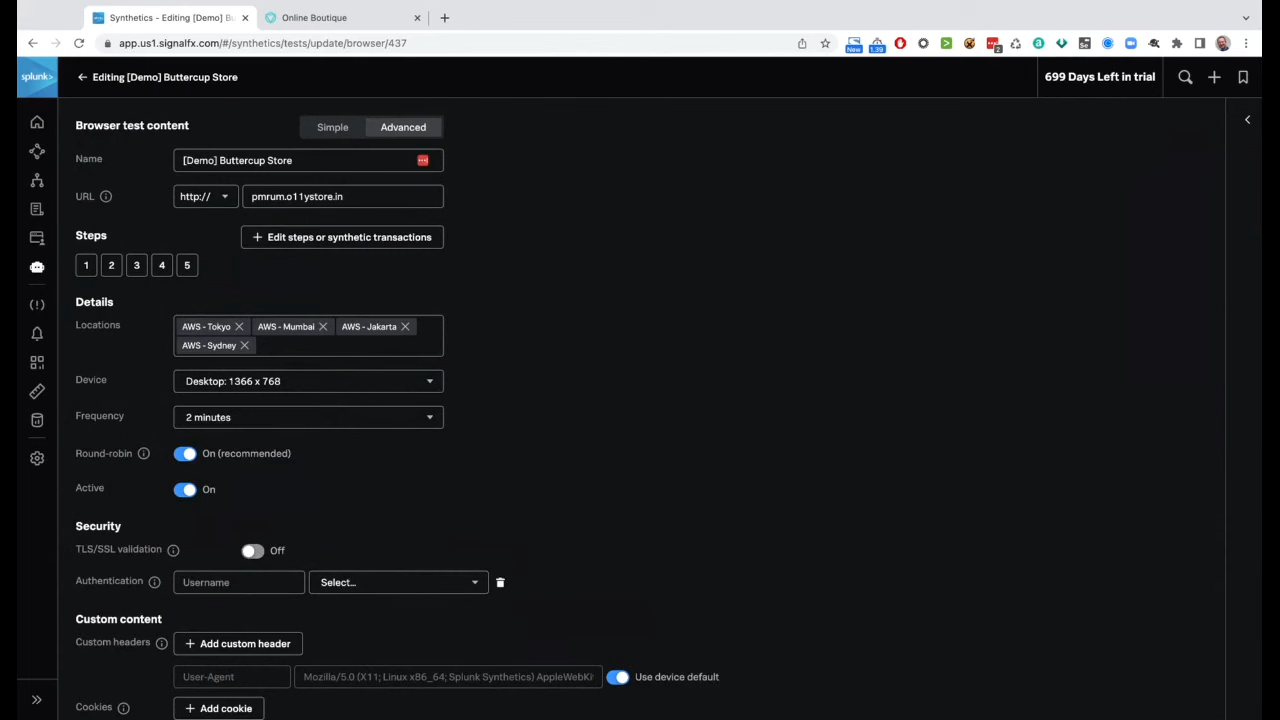 Synthetics - Editing [Demo] Bu
Online Boutique
app.us1.signalfx.com/#/synthetics/tests/update/browser/437
New
1.39
2
splunk>
Editing [Demo] Buttercup Store
699 Days Left in trial
Browser test content
Simple
Advanced
Name
[Demo] Buttercup Store
URL
http://
pmrum.o11ystore.in
Steps
+ Edit steps or synthetic transactions
1 2 3 4 5
Details
Locations
AWS - Tokyo
AWS - Mumbai
AWS - Jakarta
AWS - Sydney
Device
Desktop: 1366 x 768
Frequency
2 minutes
Round-robin
On (recommended)
Active
On
Security
TLS/SSL validation
Off
Authentication
Username
Select...
Custom content
Custom headers
+ Add custom header
User-Agent
Mozilla/5.0 (X11; Linux x86_64; Splunk Synthetics) AppleWebKi
Use device default
Cookies
+ Add cookie